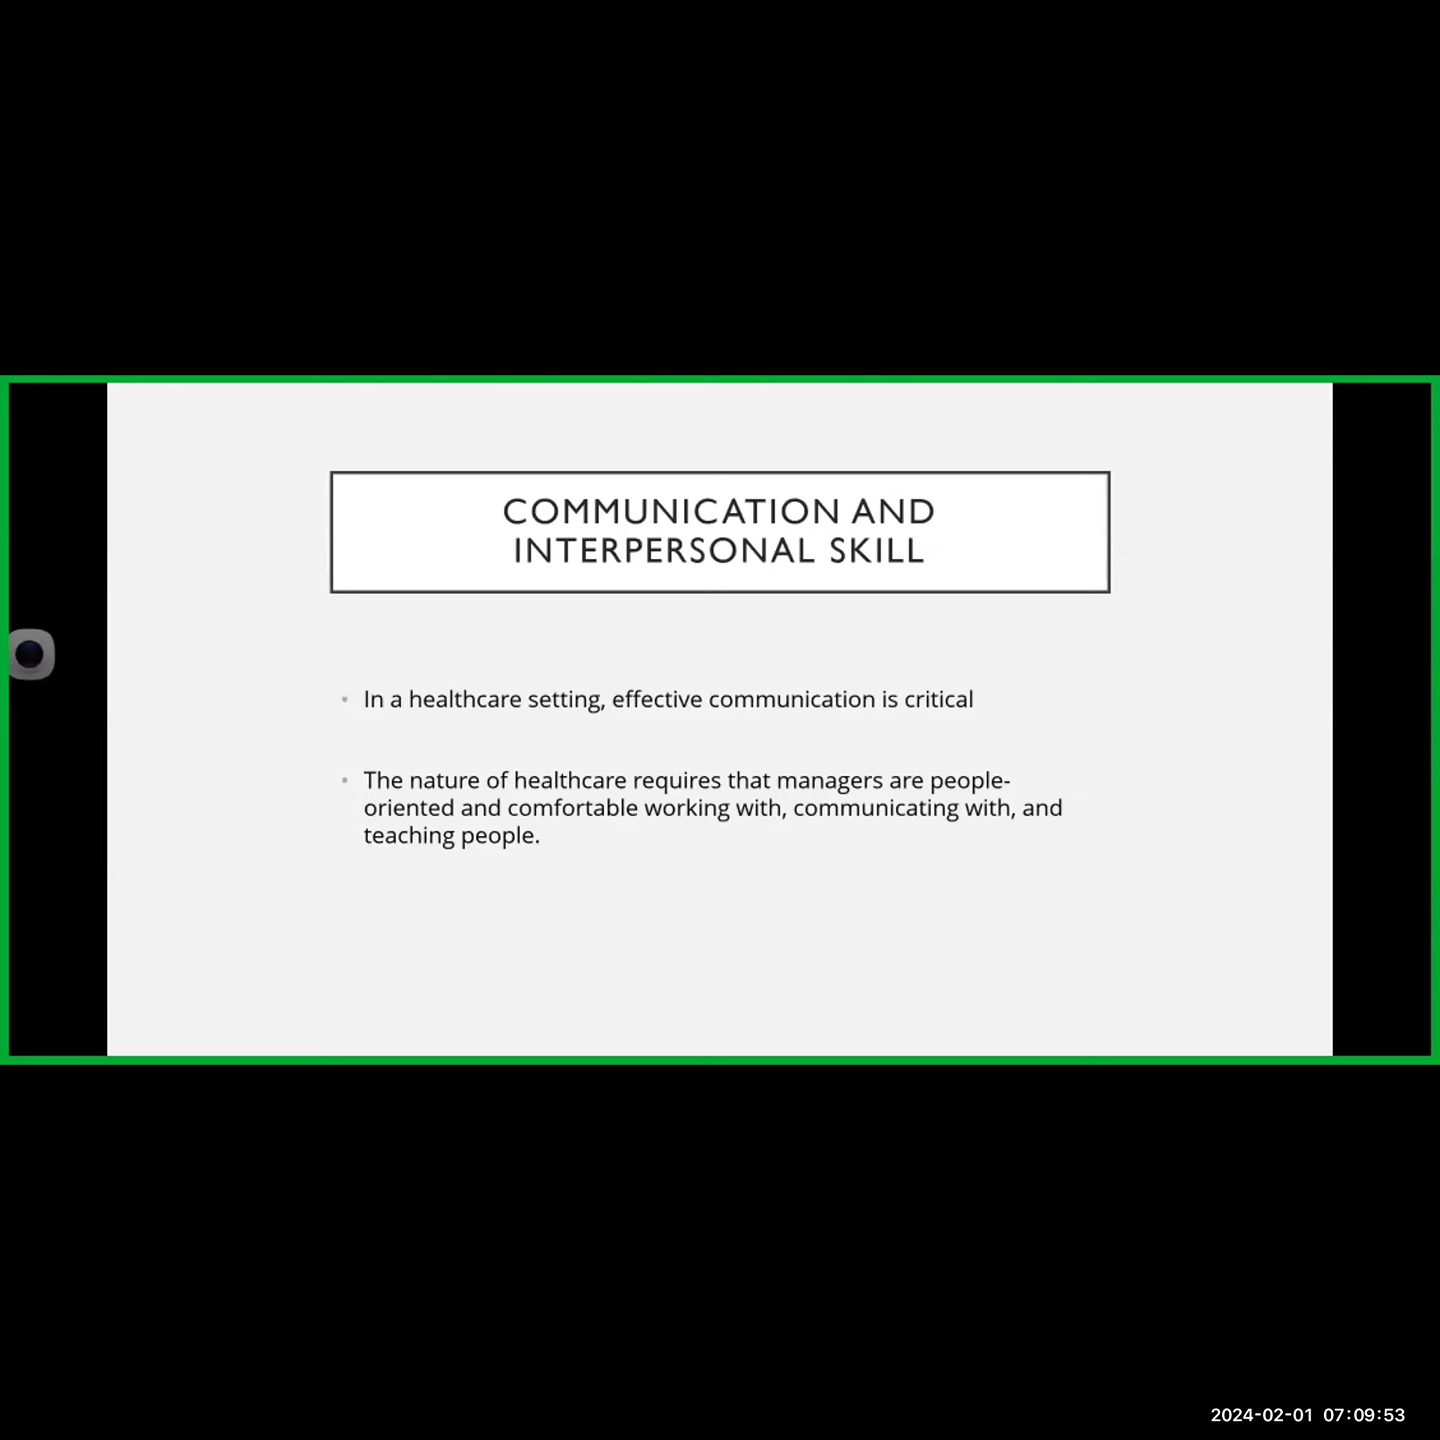 COMMUNICATION AND
INTERPERSONAL SKILL
• In a healthcare setting, effective communication is critical
• The nature of healthcare requires that managers are people-
oriented and comfortable working with, communicating with, and
teaching people.
2024-02-01 07:09:53